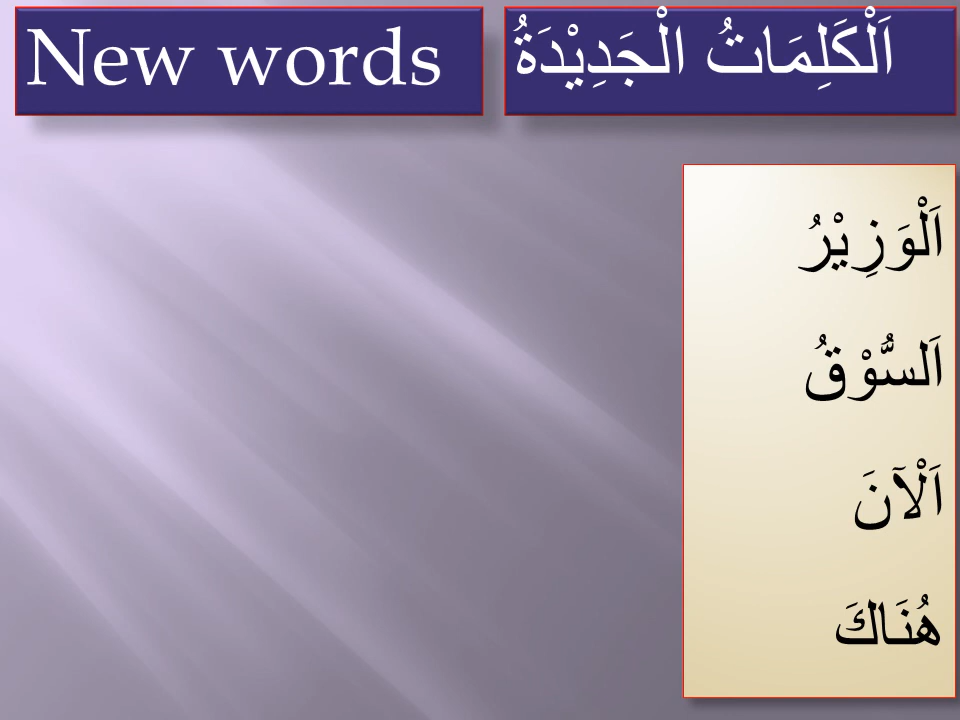 New words
اَلْكَلِمَاتُ الْجَدِيْدَةُ
اَلْوَزِيْرُ
اَلسُّوْقُ
اَلْآنَ
هُنَاكَ